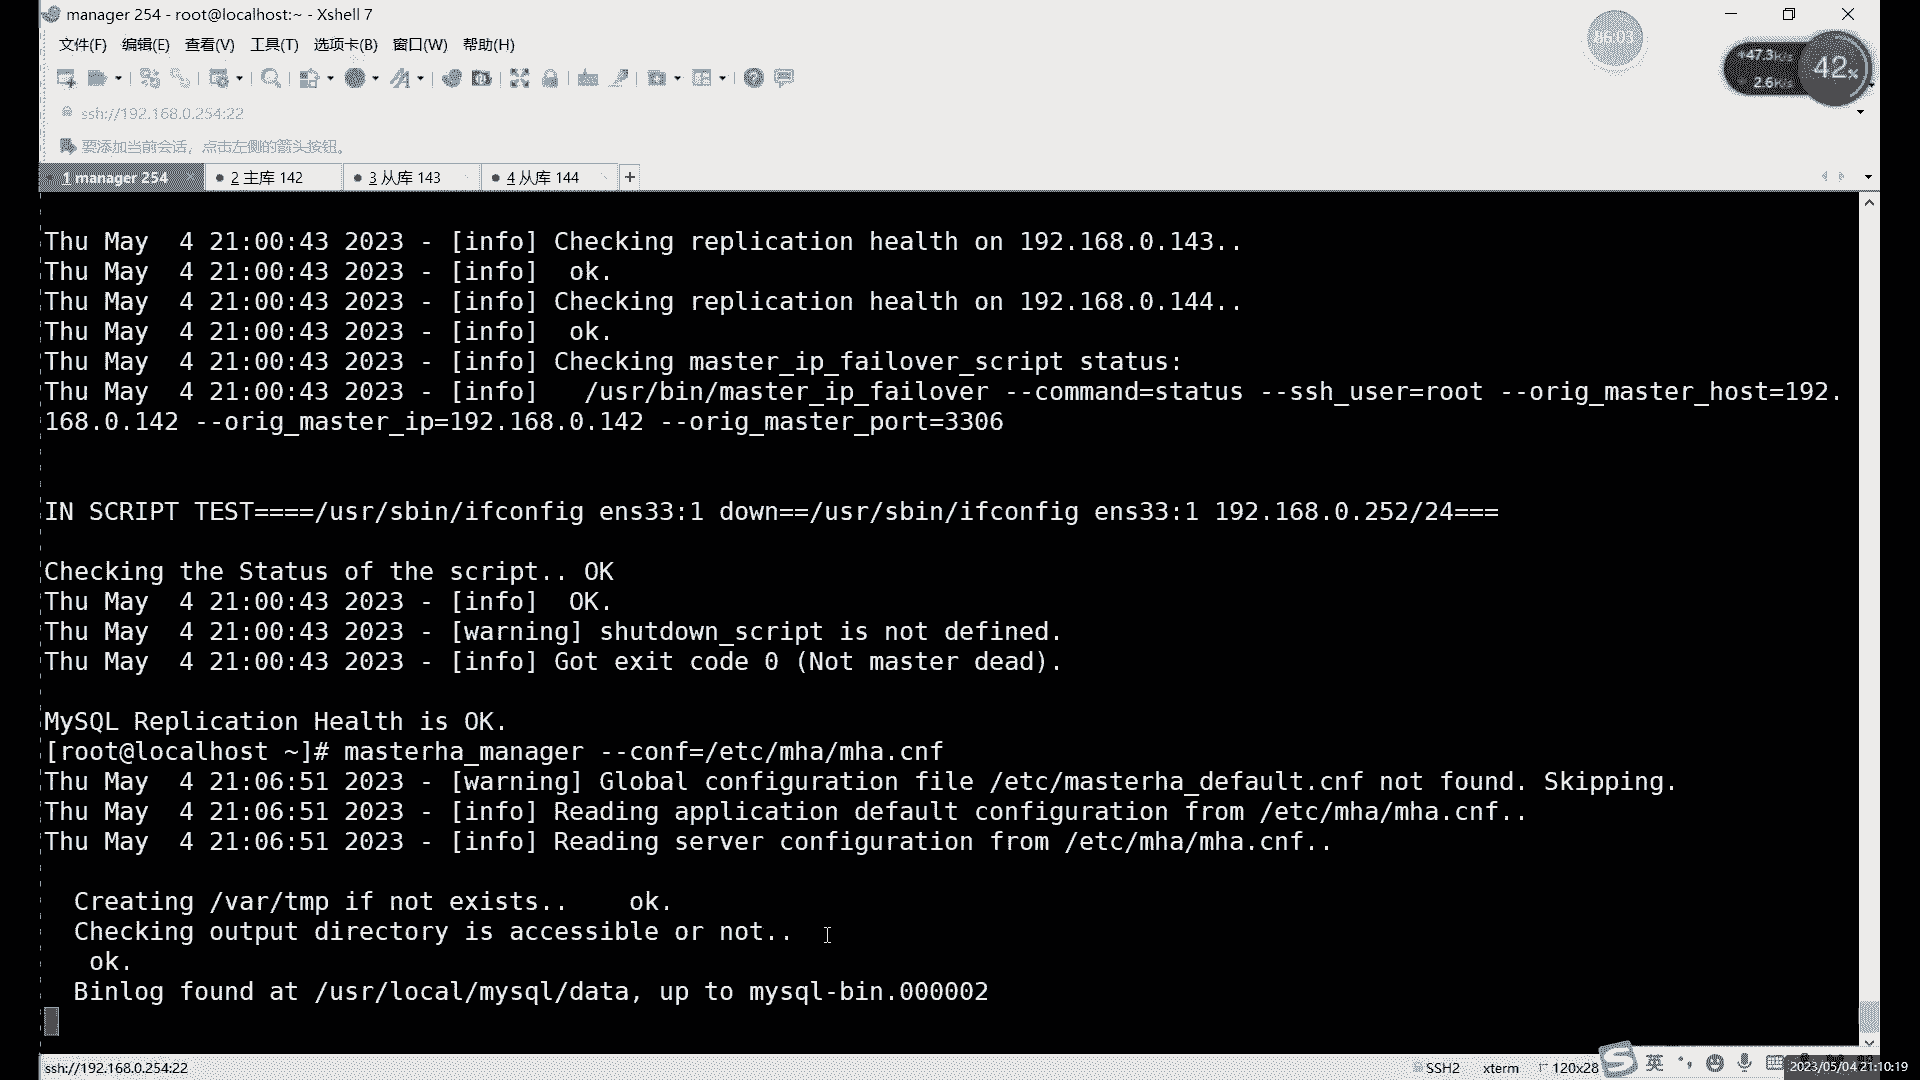 manager 254 - root@localhost:~ - Xshell 7
文件(F) 编辑(E) 查看(V) 工具(T) 选项卡(B) 窗口(W) 帮助(H)
86:03
+47.3K/s
2.6K/s
42%
ssh://192.168.0.254:22
要添加当前会话，点击左侧的箭头按钮。
1 manager 254 × 2 主库 142 3 从库 143 4 从库 144 +
Thu May  4 21:00:43 2023 - [info] Checking replication health on 192.168.0.143..
Thu May  4 21:00:43 2023 - [info]  ok.
Thu May  4 21:00:43 2023 - [info] Checking replication health on 192.168.0.144..
Thu May  4 21:00:43 2023 - [info]  ok.
Thu May  4 21:00:43 2023 - [info] Checking master_ip_failover_script status:
Thu May  4 21:00:43 2023 - [info]   /usr/bin/master_ip_failover --command=status --ssh_user=root --orig_master_host=192.
168.0.142 --orig_master_ip=192.168.0.142 --orig_master_port=3306
IN SCRIPT TEST====/usr/sbin/ifconfig ens33:1 down==/usr/sbin/ifconfig ens33:1 192.168.0.252/24===
Checking the Status of the script.. OK
Thu May  4 21:00:43 2023 - [info]  OK.
Thu May  4 21:00:43 2023 - [warning] shutdown_script is not defined.
Thu May  4 21:00:43 2023 - [info] Got exit code 0 (Not master dead).
MySQL Replication Health is OK.
[root@localhost ~]# masterha_manager --conf=/etc/mha/mha.cnf
Thu May  4 21:06:51 2023 - [warning] Global configuration file /etc/masterha_default.cnf not found. Skipping.
Thu May  4 21:06:51 2023 - [info] Reading application default configuration from /etc/mha/mha.cnf..
Thu May  4 21:06:51 2023 - [info] Reading server configuration from /etc/mha/mha.cnf..
  Creating /var/tmp if not exists..    ok.
  Checking output directory is accessible or not..
   ok.
  Binlog found at /usr/local/mysql/data, up to mysql-bin.000002
ssh://192.168.0.254:22
SSH2 xterm 120x28
英
2023/05/04 21:10:19